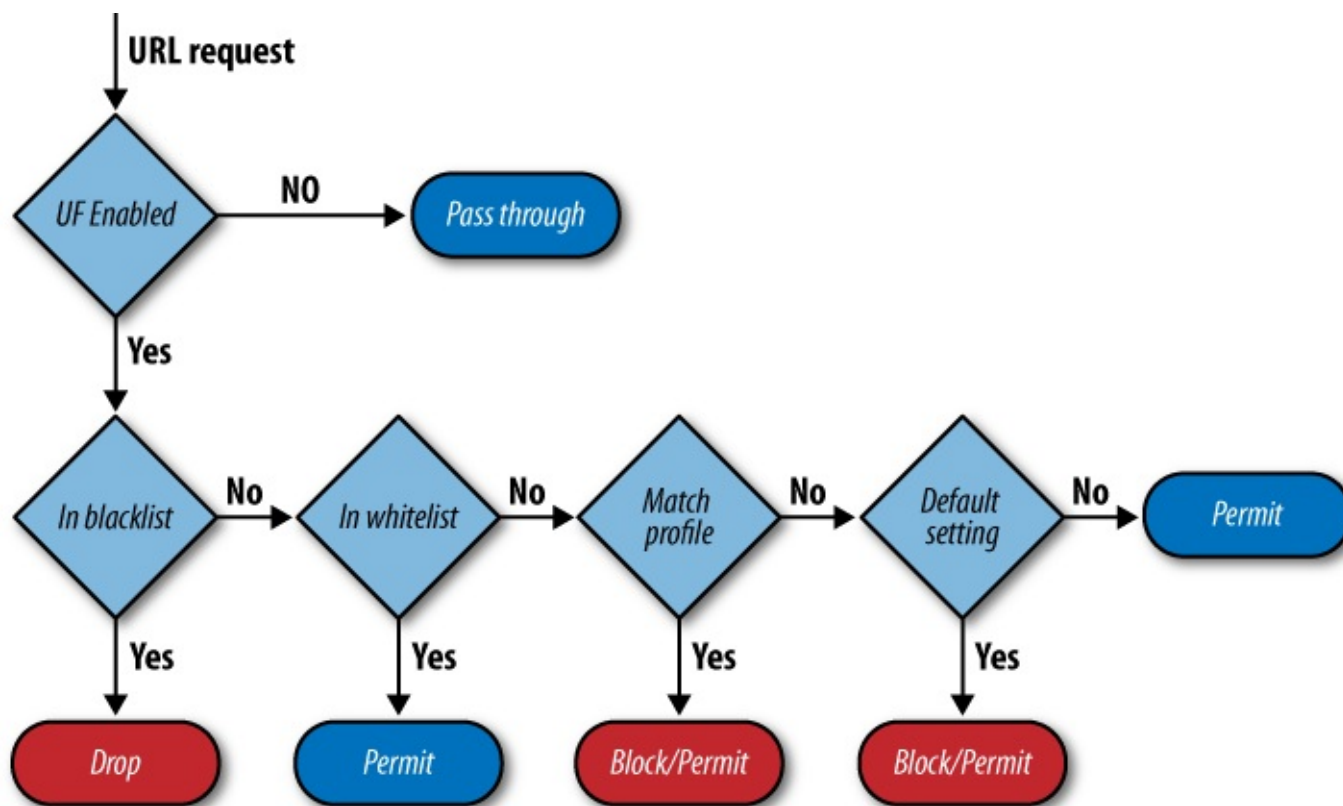 URL request
UF Enabled
NO
Pass through
Yes
In blacklist
No
In whitelist
No
Match
profile
No
Default
setting
No
Permit
Yes
Yes
Yes
Yes
Drop
Permit
Block/Permit
Block/Permit